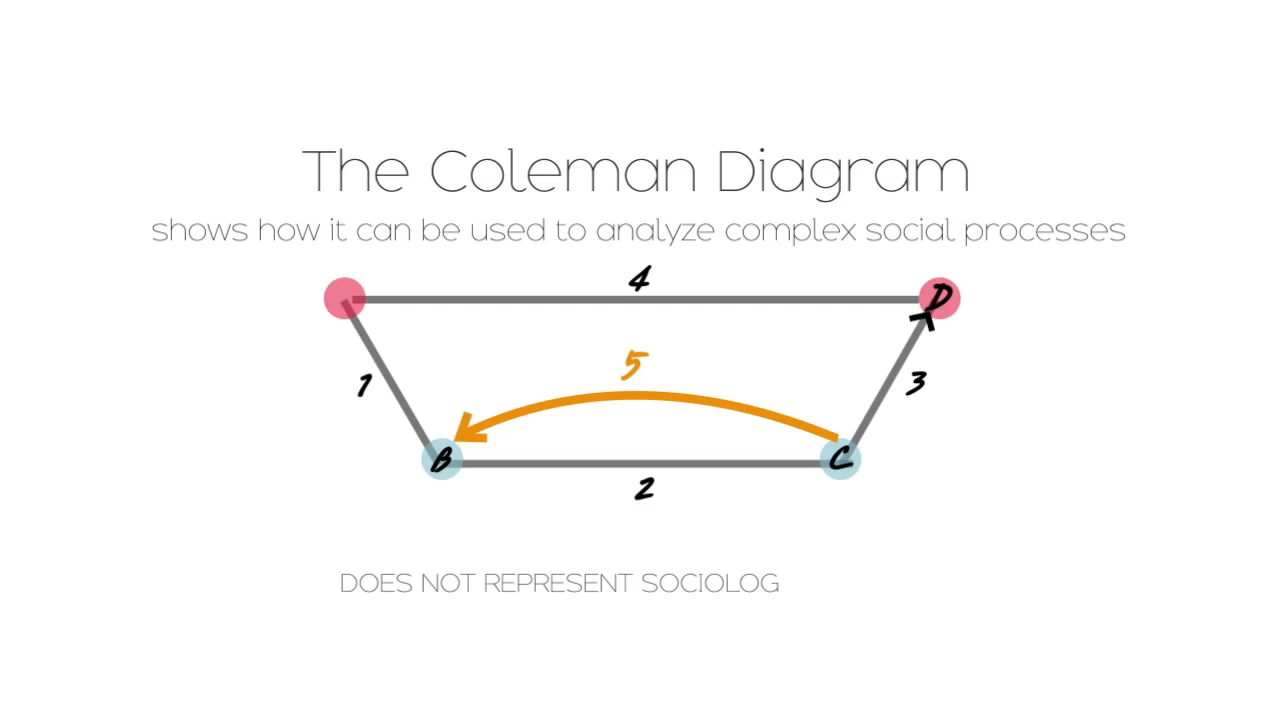 The Coleman Diagram
shows how it can be used to analyze complex social processes
4
D
5
1
3
B
C
2
DOES NOT REPRESENT SOCIOLOG